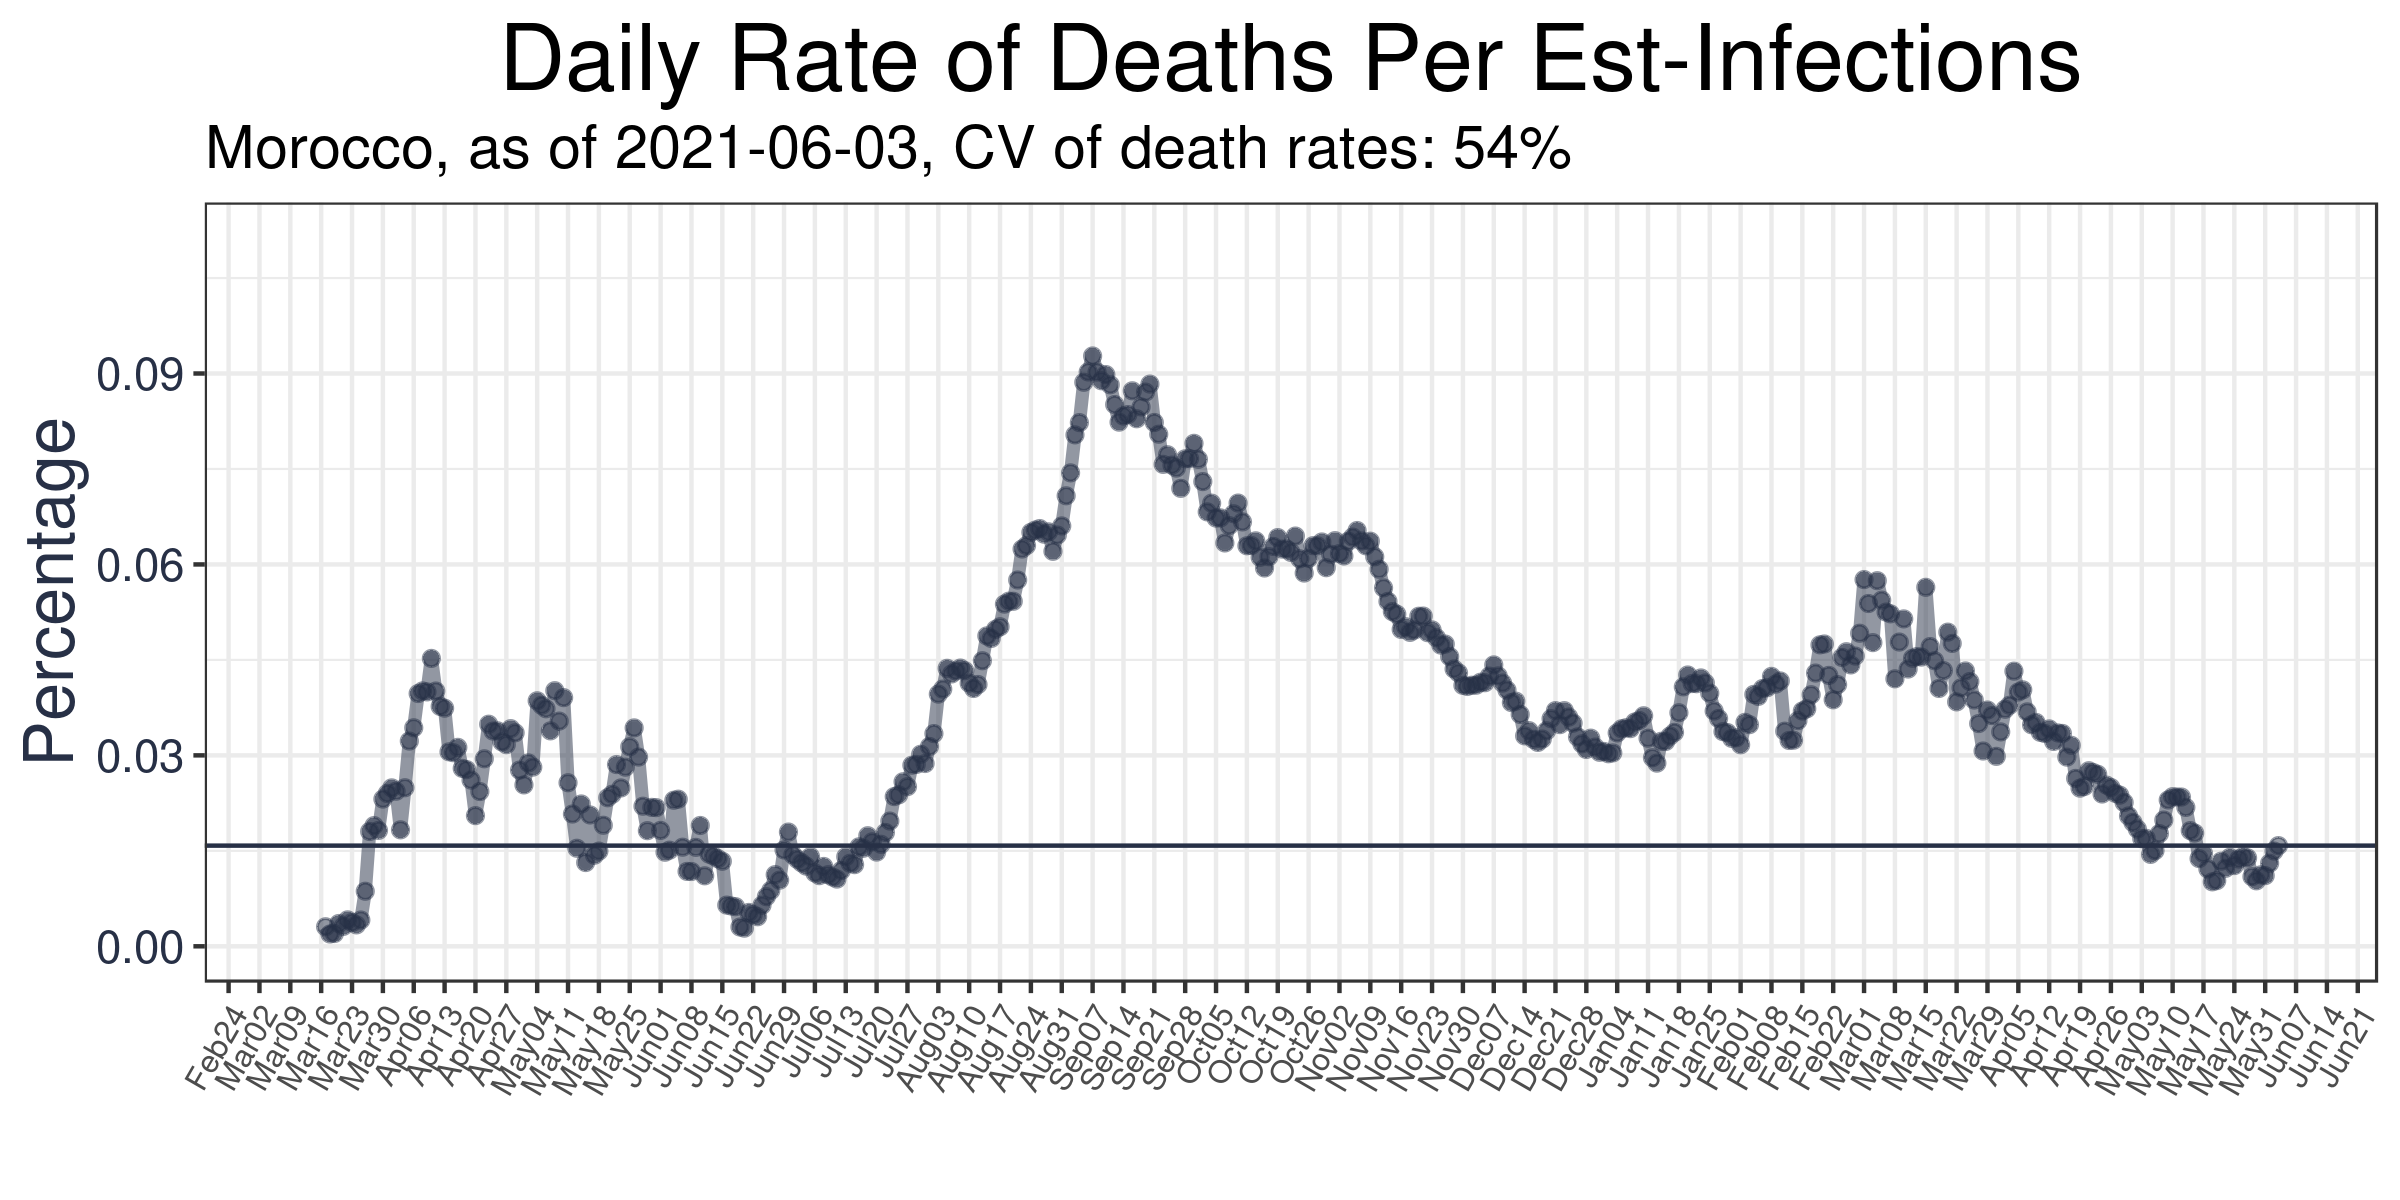 Daily Rate of Deaths Per Est-Infections
Morocco, as of 2021-06-03, CV of death rates: 54%
Percentage
0.09
0.06
0.03
0.00
Feb24
Mar02
Mar09
Mar16
Mar23
Mar30
Apr06
Apr13
Apr20
Apr27
May04
May11
May18
May25
Jun01
Jun08
Jun15
Jun22
Jun29
Jul06
Jul13
Jul20
Jul27
Aug03
Aug10
Aug17
Aug24
Aug31
Sep07
Sep14
Sep21
Sep28
Oct05
Oct12
Oct19
Oct26
Nov02
Nov09
Nov16
Nov23
Nov30
Dec07
Dec14
Dec21
Dec28
Jan04
Jan11
Jan18
Jan25
Feb01
Feb08
Feb15
Feb22
Mar01
Mar08
Mar15
Mar22
Mar29
Apr05
Apr12
Apr19
Apr26
May03
May10
May17
May24
May31
Jun07
Jun14
Jun21